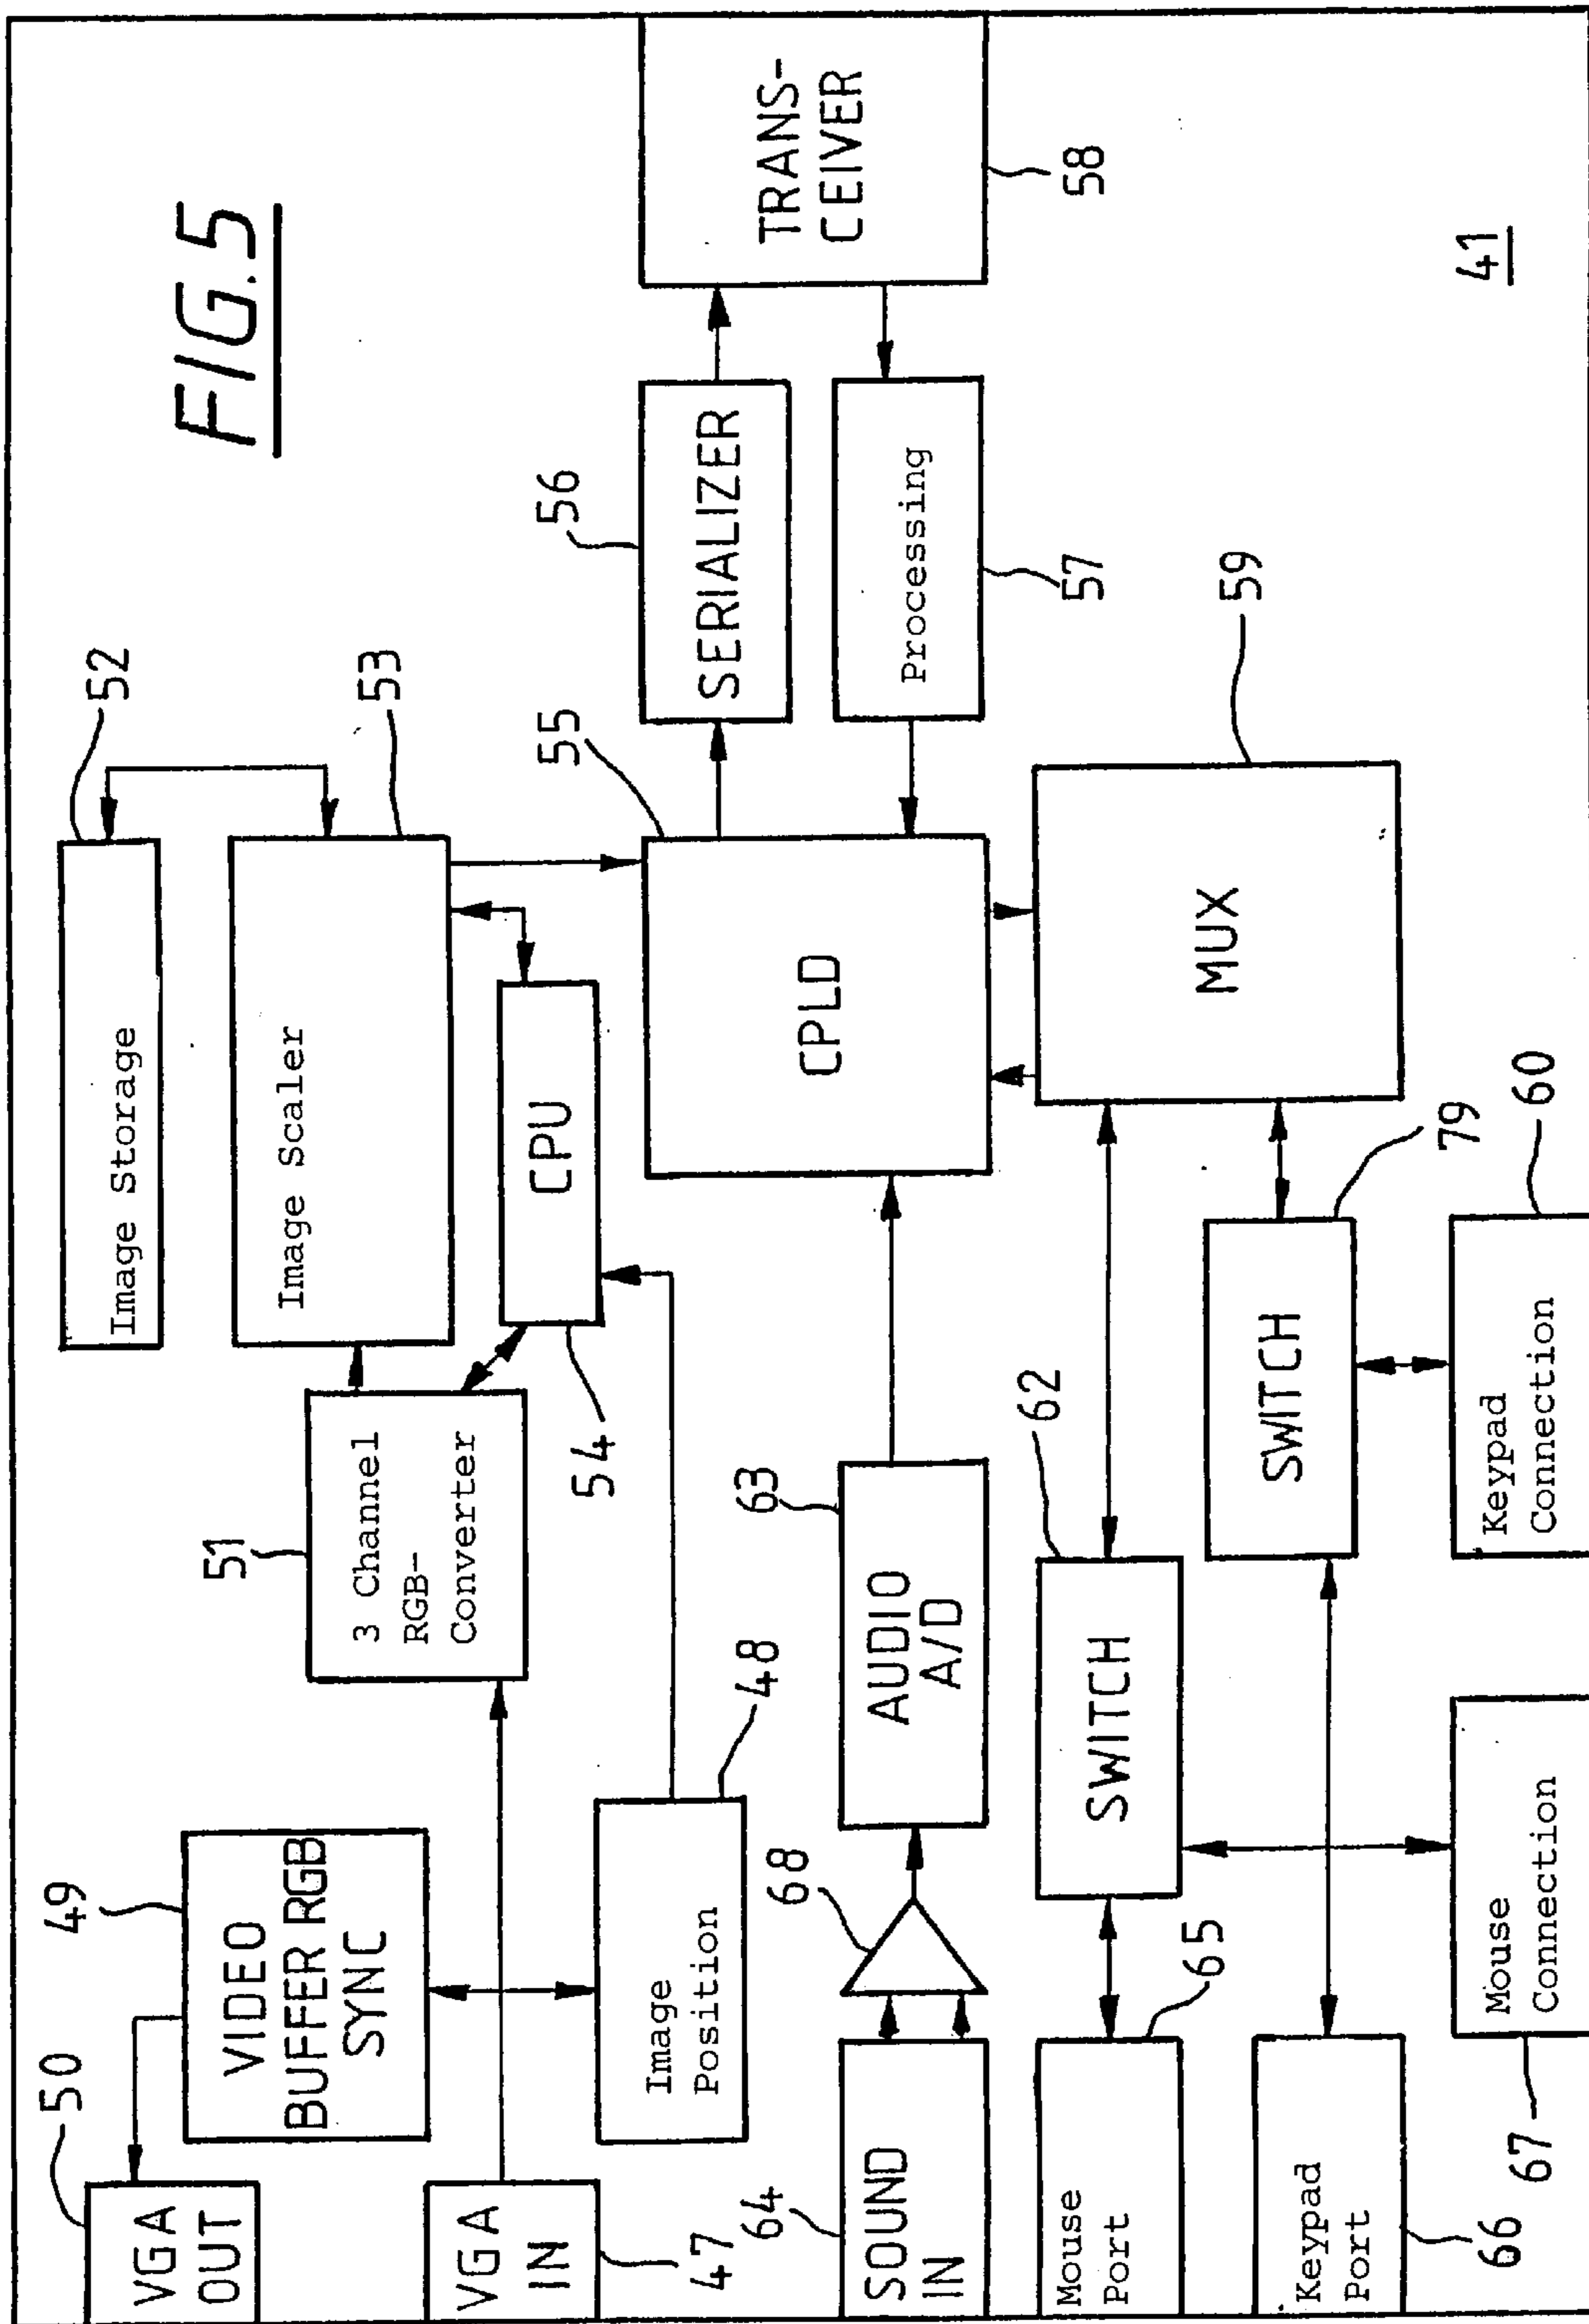 FIG.5
50
VGA
OUT
49
VIDEO
BUFFER RGB
SYNC
VGA
IN
47
Image
Position
48
51
3 Channel
RGB-
Converter
52
Image Storage
53
Image Scaler
CPU
54
55
CPLD
56
SERIALIZER
Processing
57
TRANS-
CEIVER
58
64
SOUND
IN
68
63
AUDIO
A/D
62
SWITCH
Mouse
Port
65
Keypad
Port
66
Mouse
Connection
67
SWITCH
79
Keypad
Connection
60
MUX
59
41